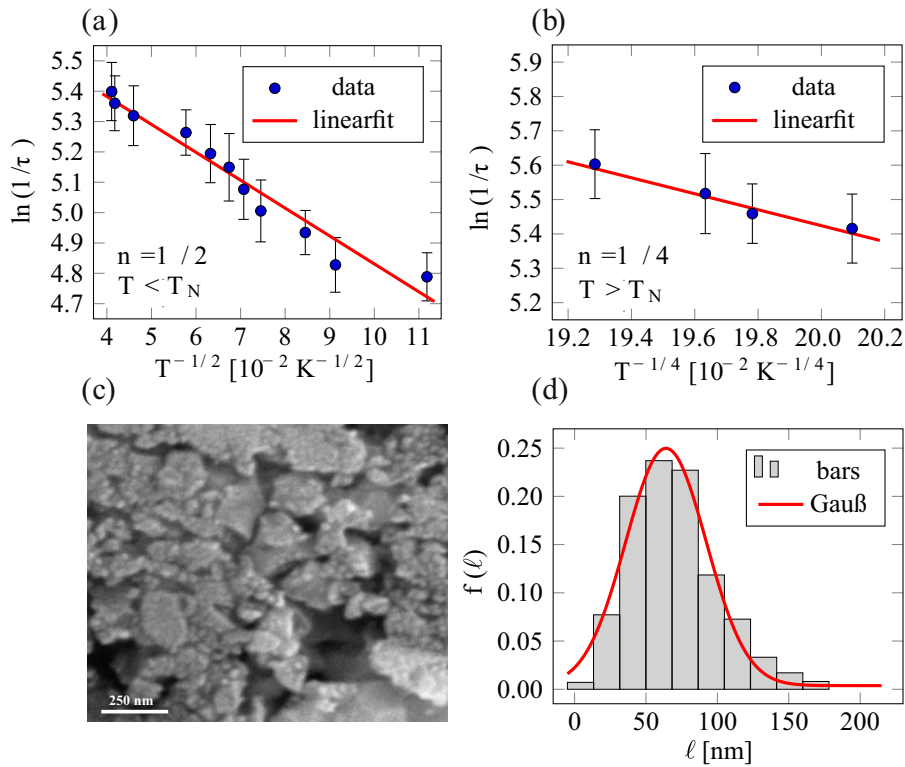 (a)
5.5
5.4
5.3
5.2
5.1
5.0
4.9
4.8
4.7
ln (1/τ)
data
linearfit
n = 1 / 2
T < T_N
4 5 6 7 8 9 10 11
T^{- 1/2} [10^{-2} K^{-1/2}]
(b)
5.9
5.8
5.7
5.6
5.5
5.4
5.3
5.2
ln (1/τ)
data
linearfit
n = 1 / 4
T > T_N
19.2 19.4 19.6 19.8 20.0 20.2
T^{- 1/4} [10^{-2} K^{-1/4}]
(c)
250 nm
(d)
0.25
0.20
0.15
0.10
0.05
0.00
f (ℓ)
bars
Gauß
0 50 100 150 200
ℓ [nm]